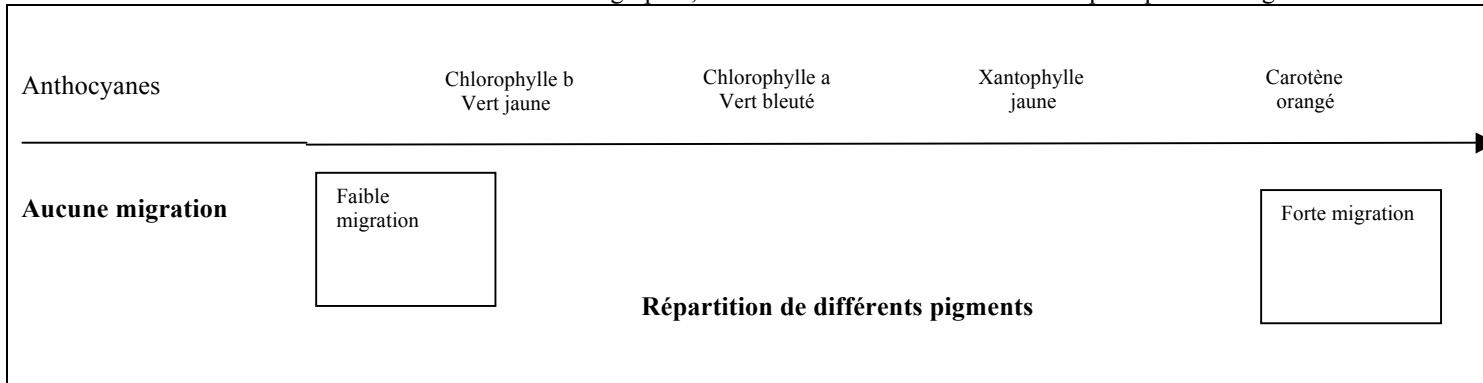 Anthocyanes
Chlorophylle b
Vert jaune
Chlorophylle a
Vert bleuté
Xantophylle
jaune
Carotène
orangé
Aucune migration
Faible
migration
Forte migration
Répartition de différents pigments